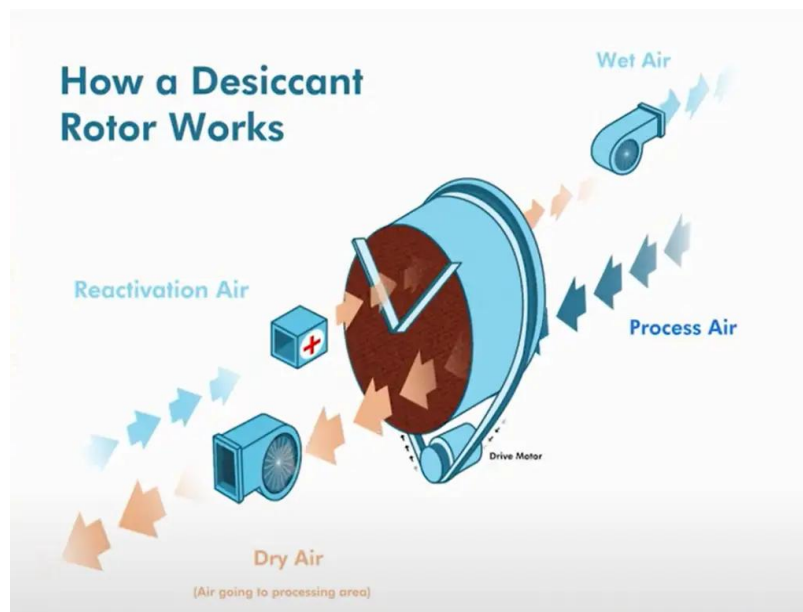 How a Desiccant
Rotor Works
Wet Air
Reactivation Air
Process Air
Drive Motor
Dry Air
(Air going to processing area)